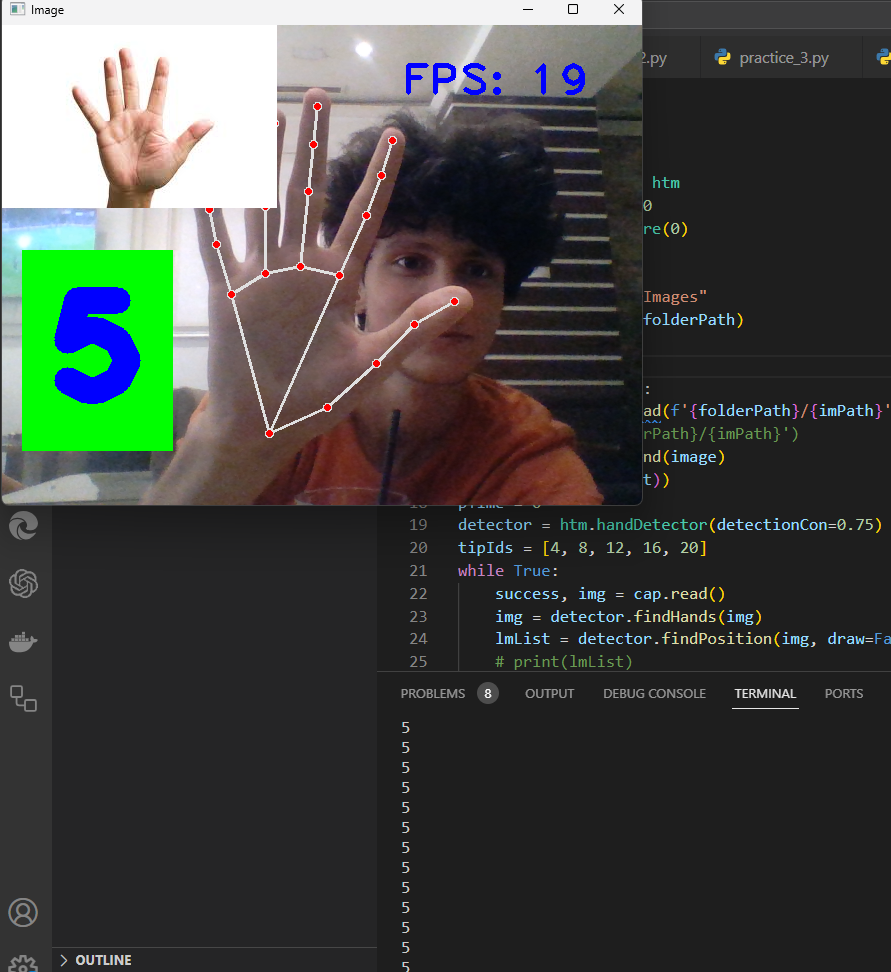 Image
FPS: 19
5
2.py
practice_3.py
htm
0
re(0)
Images"
folderPath)
:
ad(f'{folderPath}/{imPath}'
rPath}/{imPath}')
nd(image)
t))
19 detector = htm.handDetector(detectionCon=0.75)
20 tipIds = [4, 8, 12, 16, 20]
21 while True:
22 success, img = cap.read()
23 img = detector.findHands(img)
24 lmList = detector.findPosition(img, draw=Fa
25 # print(lmList)
PROBLEMS 8 OUTPUT DEBUG CONSOLE TERMINAL PORTS
5
5
5
5
5
5
5
5
5
5
5
5
5
OUTLINE